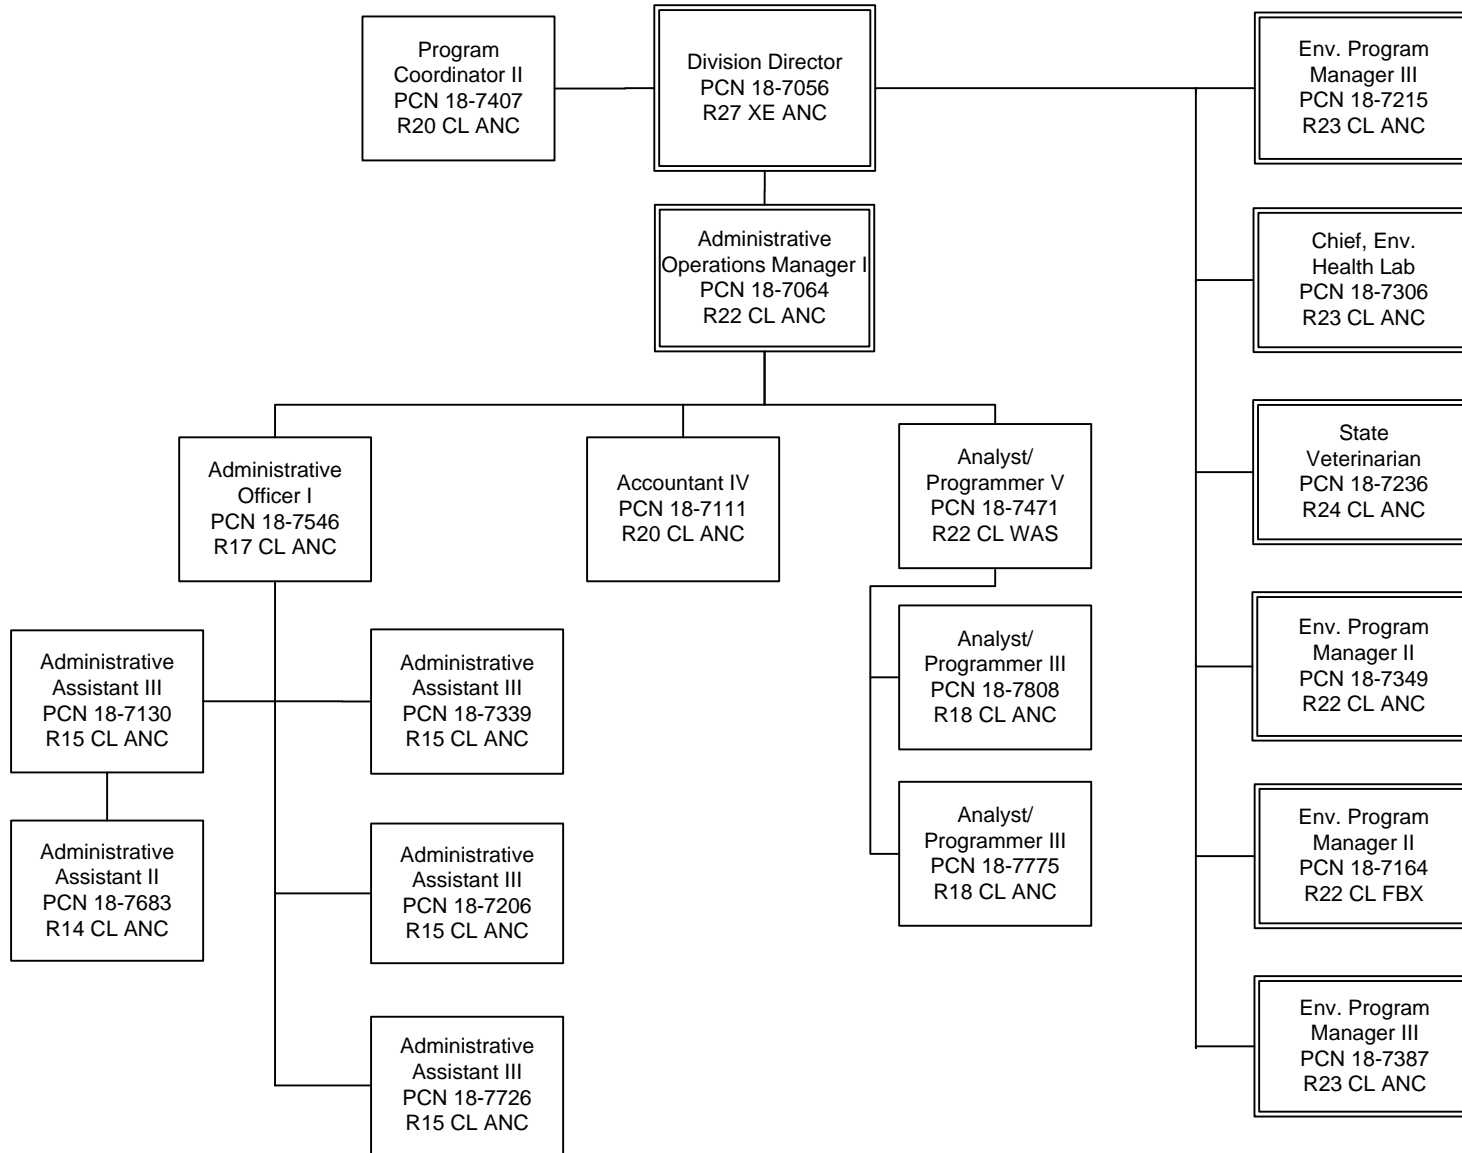 Program
Coordinator II
PCN 18-7407
R20 CL ANC
Division Director
PCN 18-7056
R27 XE ANC
Env. Program
Manager III
PCN 18-7215
R23 CL ANC
Administrative
Operations Manager I
PCN 18-7064
R22 CL ANC
Chief, Env.
Health Lab
PCN 18-7306
R23 CL ANC
Administrative
Officer I
PCN 18-7546
R17 CL ANC
Accountant IV
PCN 18-7111
R20 CL ANC
Analyst/
Programmer V
PCN 18-7471
R22 CL WAS
State
Veterinarian
PCN 18-7236
R24 CL ANC
Administrative
Assistant III
PCN 18-7130
R15 CL ANC
Administrative
Assistant III
PCN 18-7339
R15 CL ANC
Analyst/
Programmer III
PCN 18-7808
R18 CL ANC
Env. Program
Manager II
PCN 18-7349
R22 CL ANC
Administrative
Assistant II
PCN 18-7683
R14 CL ANC
Administrative
Assistant III
PCN 18-7206
R15 CL ANC
Analyst/
Programmer III
PCN 18-7775
R18 CL ANC
Env. Program
Manager II
PCN 18-7164
R22 CL FBX
Administrative
Assistant III
PCN 18-7726
R15 CL ANC
Env. Program
Manager III
PCN 18-7387
R23 CL ANC